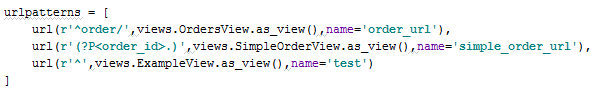 urlpatterns = [
    url(r'^order/',views.OrdersView.as_view(),name='order_url'),
    url(r'(?P<order_id>.)',views.SimpleOrderView.as_view(),name='simple_order_url'),
    url(r'^',views.ExampleView.as_view(),name='test')
]